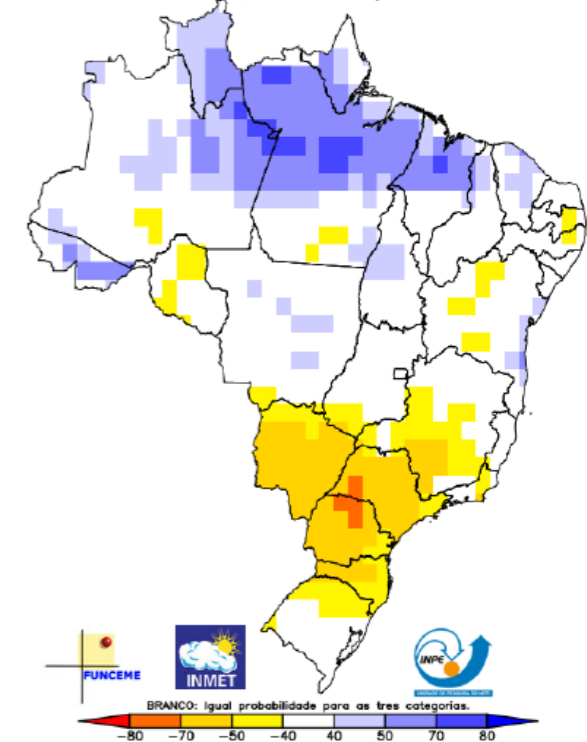 FUNCEME
INMET
INPE
BRANCO: Igual probabilidade para as tres categorias.
-80 -70 -50 -40 40 50 70 80